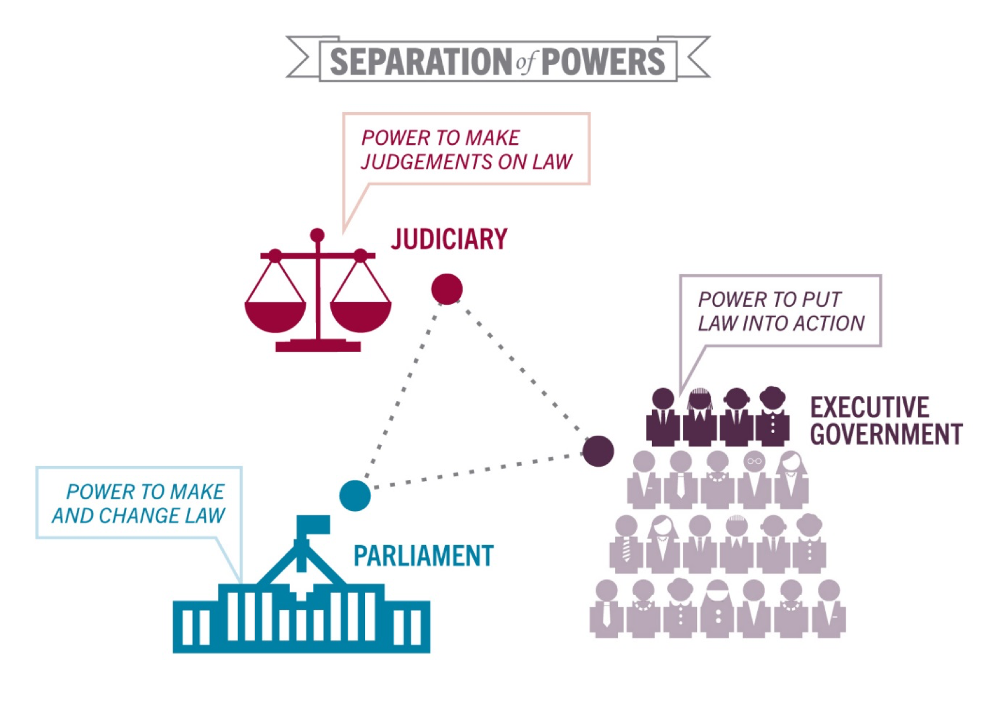 SEPARATION of POWERS
POWER TO MAKE
JUDGEMENTS ON LAW
JUDICIARY
POWER TO PUT
LAW INTO ACTION
EXECUTIVE
GOVERNMENT
POWER TO MAKE
AND CHANGE LAW
PARLIAMENT